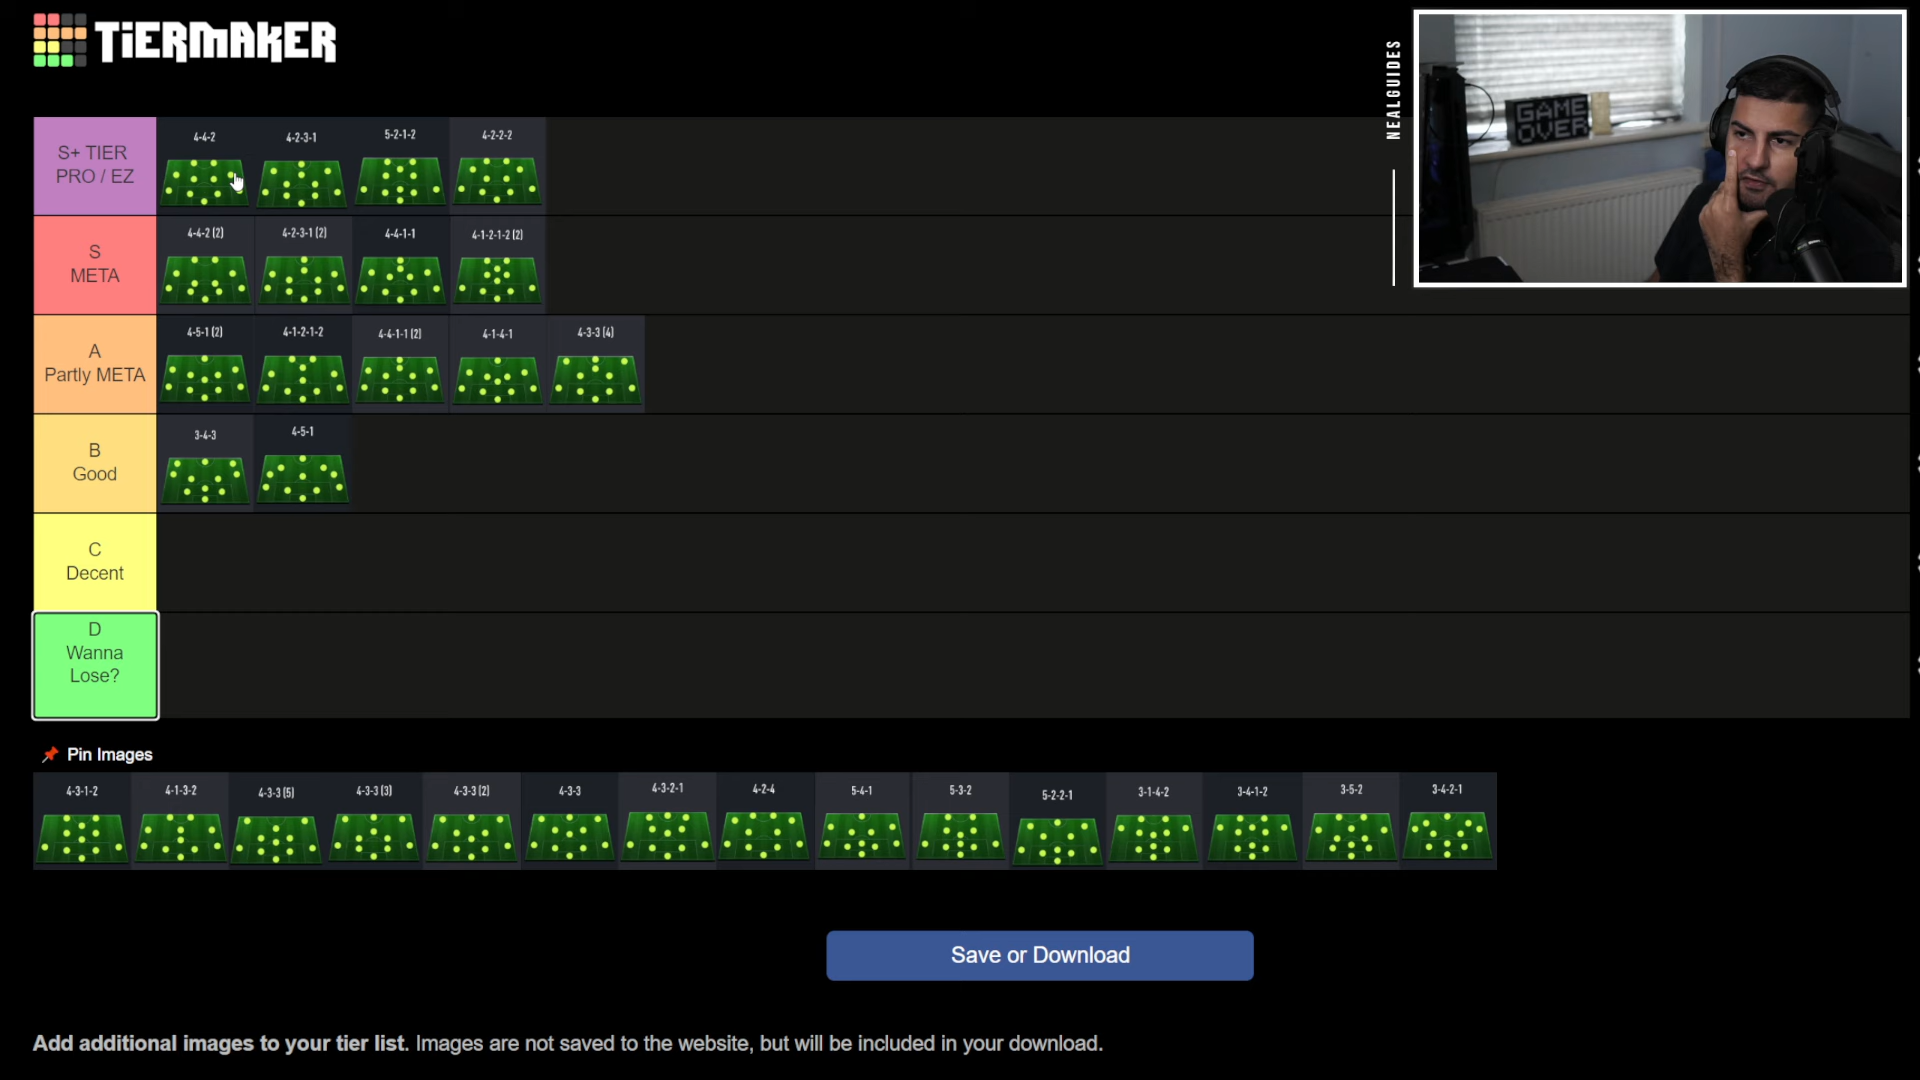 TiERMAKER
NEALGUIDES
GAME
OVER
S+ TIER
PRO / EZ
4-4-2
4-2-3-1
5-2-1-2
4-2-2-2
S
META
4-4-2 (2)
4-2-3-1 (2)
4-4-1-1
4-1-2-1-2 (2)
A
Partly META
4-5-1 (2)
4-1-2-1-2
4-4-1-1 (2)
4-1-4-1
4-3-3 (4)
B
Good
3-4-3
4-5-1
C
Decent
D
Wanna
Lose?
Pin Images
4-3-1-2
4-1-3-2
4-3-3 (5)
4-3-3 (3)
4-3-3 (2)
4-3-3
4-3-2-1
4-2-4
5-4-1
5-3-2
5-2-2-1
3-1-4-2
3-4-1-2
3-5-2
3-4-2-1
Save or Download
Add additional images to your tier list. Images are not saved to the website, but will be included in your download.